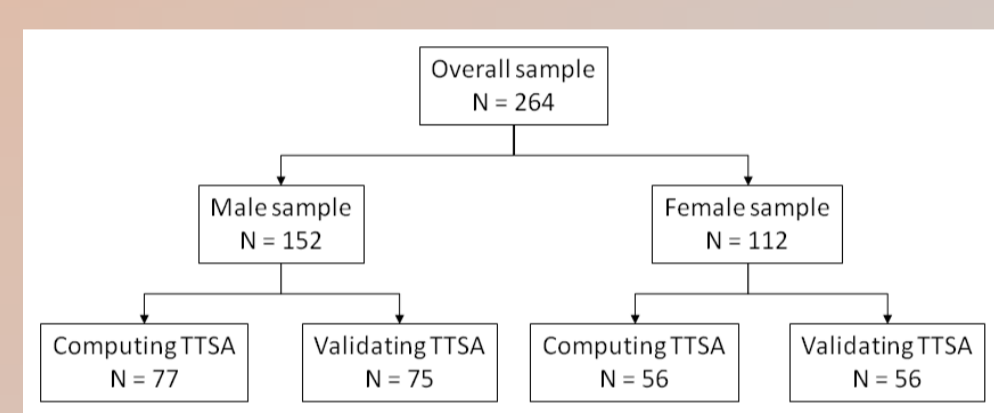 Overall sample
N = 264
Male sample
N = 152
Female sample
N = 112
Computing TTSA
N = 77
Validating TTSA
N = 75
Computing TTSA
N = 56
Validating TTSA
N = 56